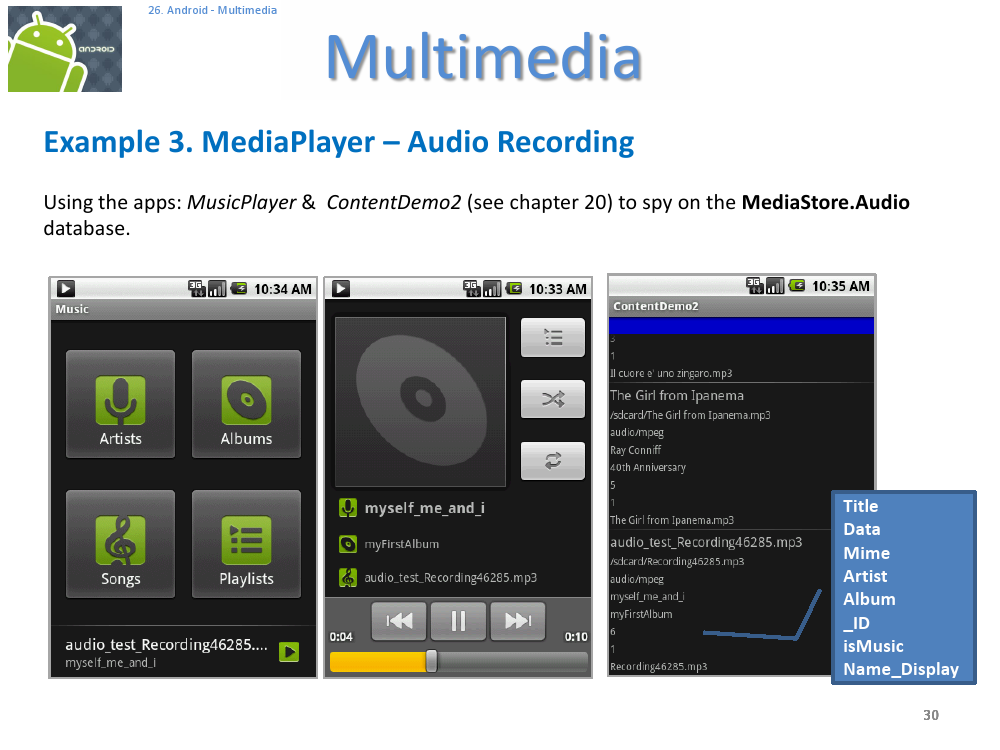 26. Android - Multimedia
ANDROID
Multimedia
Example 3. MediaPlayer – Audio Recording
Using the apps: MusicPlayer & ContentDemo2 (see chapter 20) to spy on the MediaStore.Audio
database.
3G 10:34 AM
Music
Artists
Albums
Songs
Playlists
audio_test_Recording46285....
myself_me_and_i
3G 10:33 AM
myself_me_and_i
myFirstAlbum
audio_test_Recording46285.mp3
0:04
0:10
3G 10:35 AM
ContentDemo2
1
Il cuore e' uno zingaro.mp3
The Girl from Ipanema
/sdcard/The Girl from Ipanema.mp3
audio/mpeg
Ray Conniff
40th Anniversary
5
1
The Girl from Ipanema.mp3
audio_test_Recording46285.mp3
/sdcard/Recording46285.mp3
audio/mpeg
myself_me_and_i
myFirstAlbum
6
1
Recording46285.mp3
Title
Data
Mime
Artist
Album
_ID
isMusic
Name_Display
30